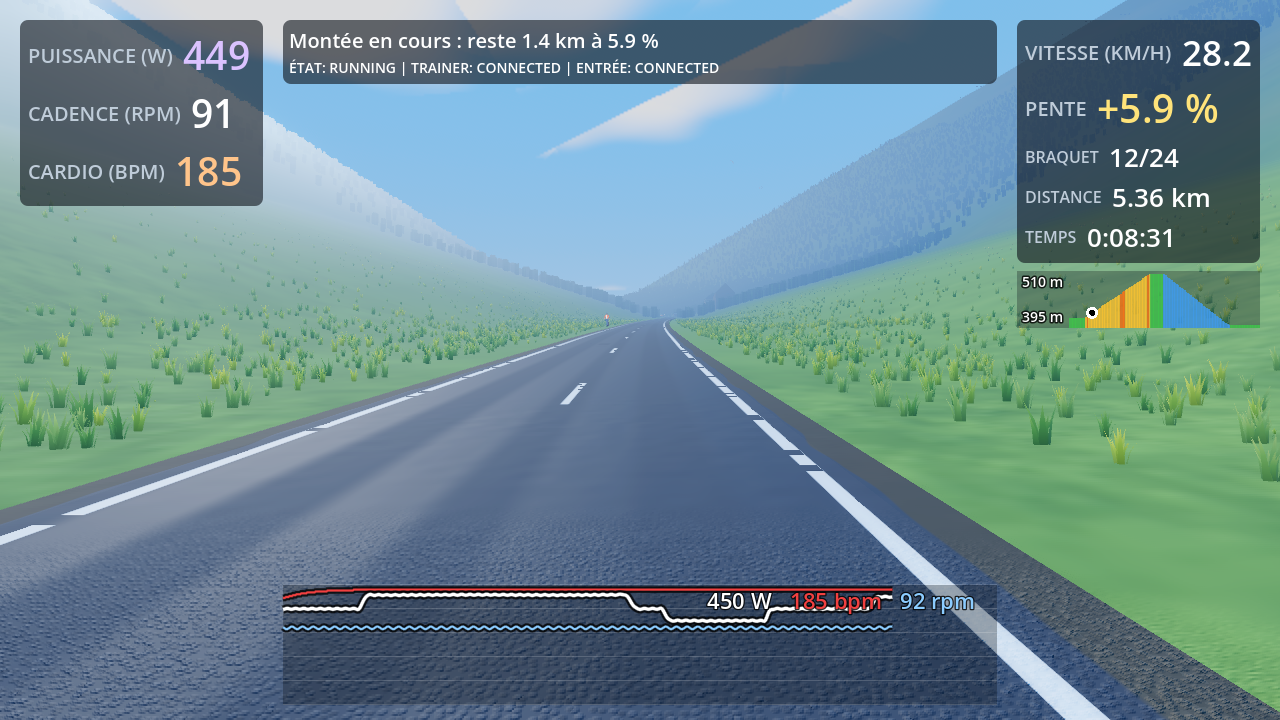 PUISSANCE (W) 449
CADENCE (RPM) 91
CARDIO (BPM) 185
Montée en cours : reste 1.4 km à 5.9 %
ÉTAT: RUNNING | TRAINER: CONNECTED | ENTRÉE: CONNECTED
VITESSE (KM/H) 28.2
PENTE +5.9 %
BRAQUET 12/24
DISTANCE 5.36 km
TEMPS 0:08:31
510 m
395 m
450 W 185 bpm 92 rpm